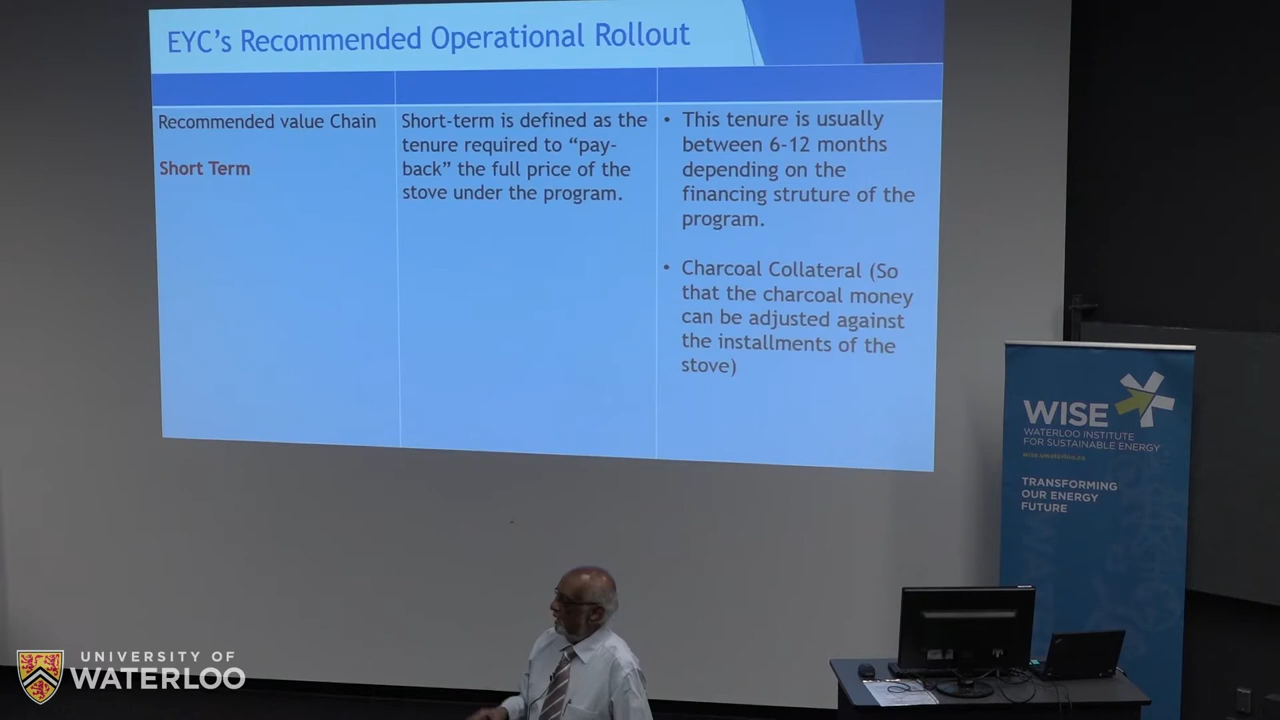 EYC's Recommended Operational Rollout
Recommended value Chain
Short Term
Short-term is defined as the
tenure required to “pay-
back” the full price of the
stove under the program.
• This tenure is usually
between 6-12 months
depending on the
financing struture of the
program.
• Charcoal Collateral (So
that the charcoal money
can be adjusted against
the installments of the
stove)
WISE
WATERLOO INSTITUTE
FOR SUSTAINABLE ENERGY
wise.uwaterloo.ca
TRANSFORMING
OUR ENERGY
FUTURE
UNIVERSITY OF
WATERLOO